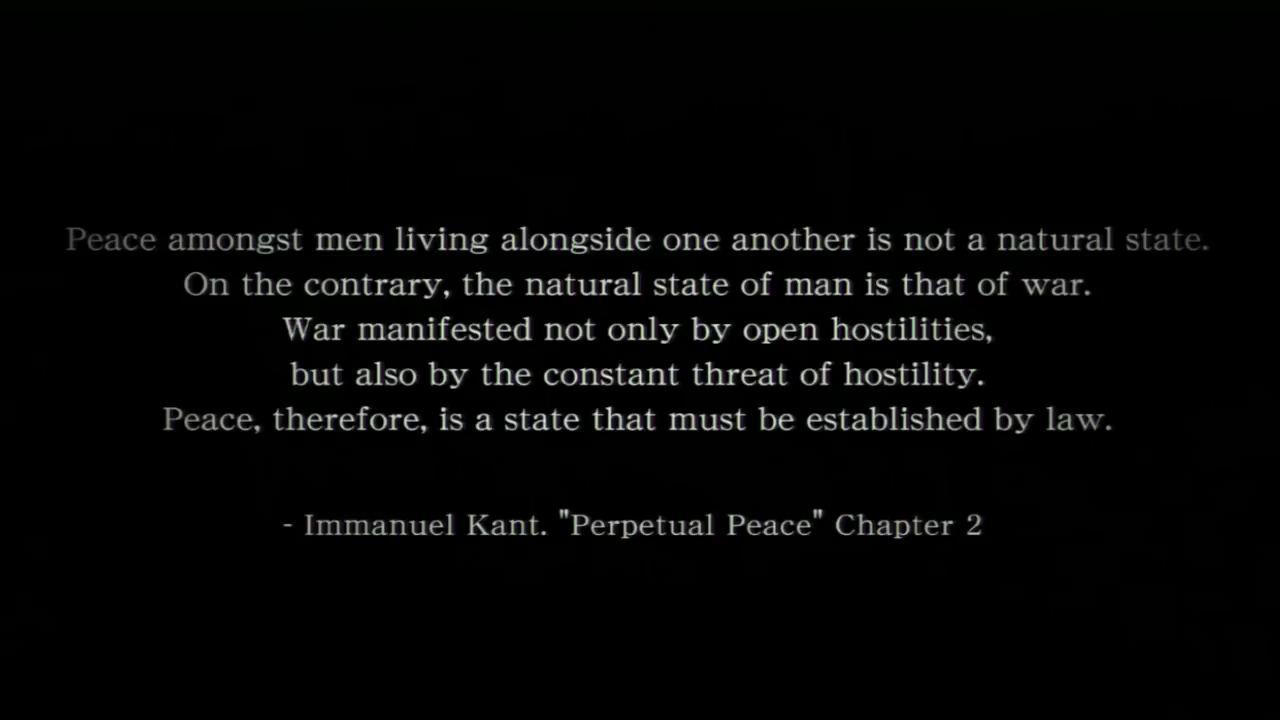 Peace amongst men living alongside one another is not a natural state.
On the contrary, the natural state of man is that of war.
War manifested not only by open hostilities,
but also by the constant threat of hostility.
Peace, therefore, is a state that must be established by law.
- Immanuel Kant. "Perpetual Peace" Chapter 2